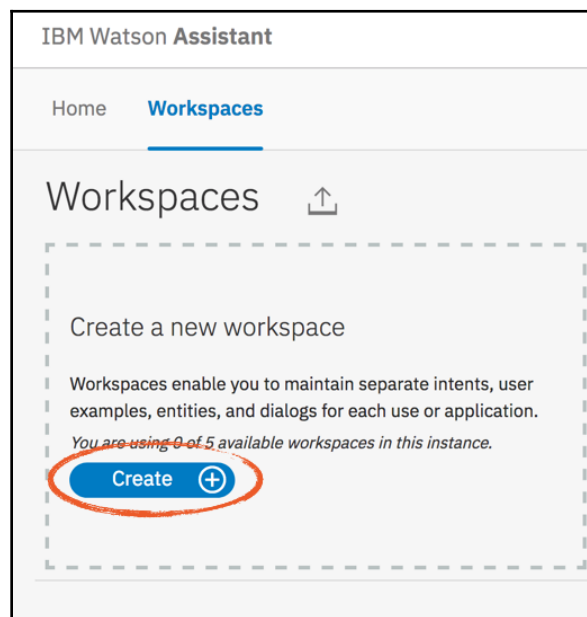 IBM Watson Assistant
Home Workspaces
Workspaces
Create a new workspace
Workspaces enable you to maintain separate intents, user
examples, entities, and dialogs for each use or application.
You are using 0 of 5 available workspaces in this instance.
Create